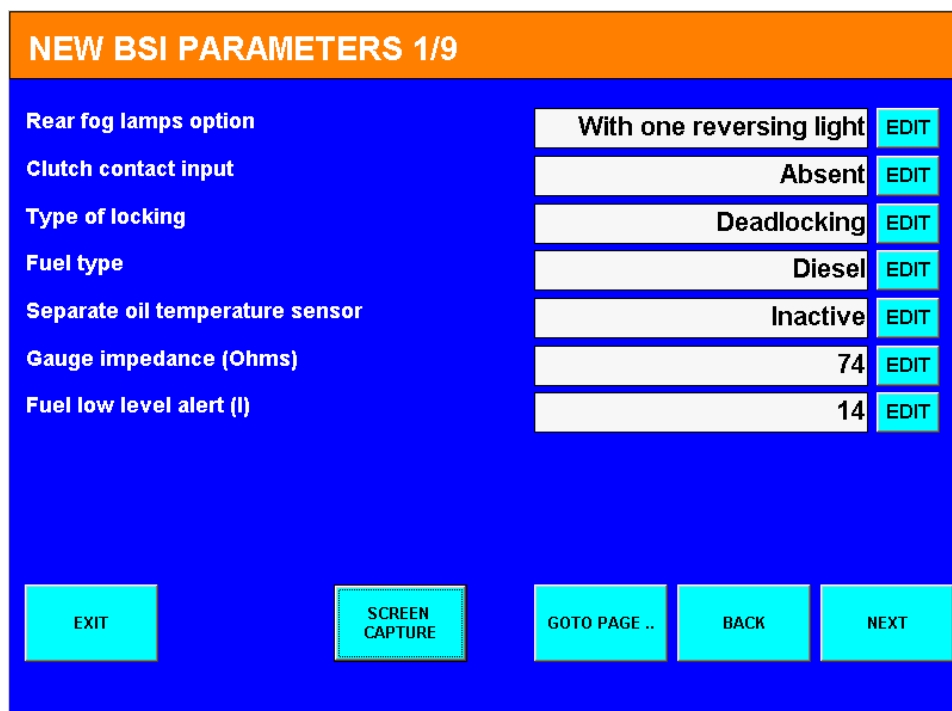 NEW BSI PARAMETERS 1/9
Rear fog lamps option With one reversing light EDIT
Clutch contact input Absent EDIT
Type of locking Deadlocking EDIT
Fuel type Diesel EDIT
Separate oil temperature sensor Inactive EDIT
Gauge impedance (Ohms) 74 EDIT
Fuel low level alert (l) 14 EDIT
EXIT
SCREEN
CAPTURE
GOTO PAGE ..
BACK
NEXT